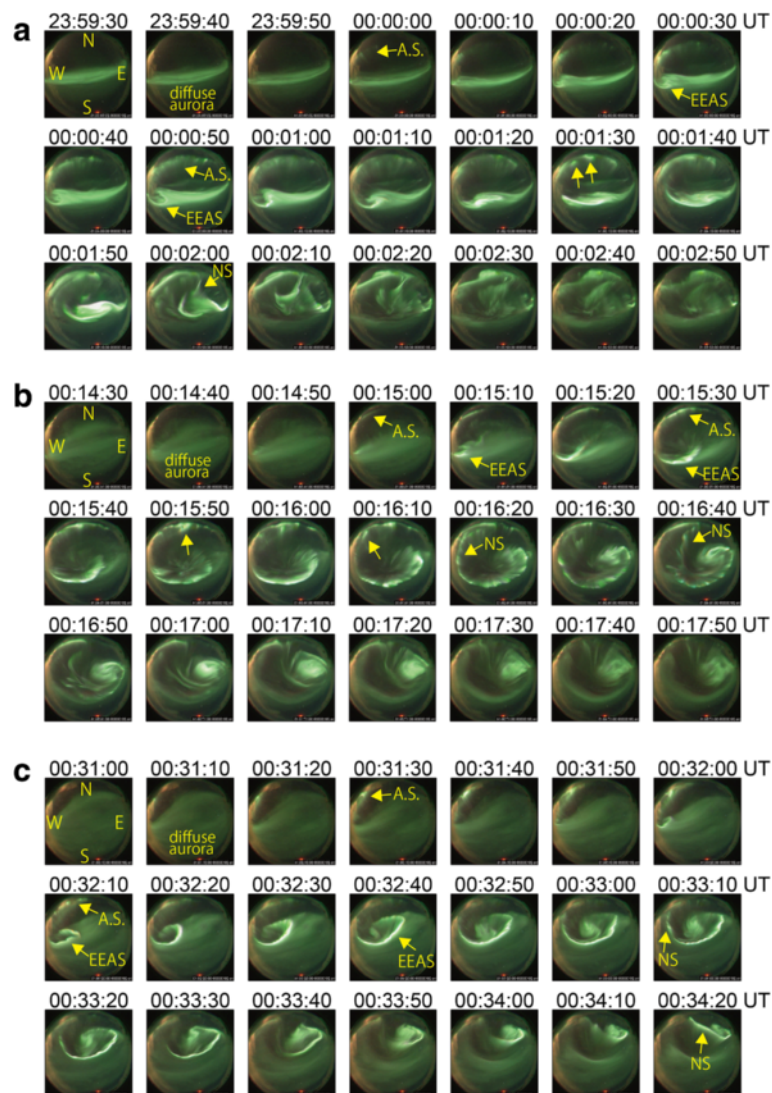 23:59:30 23:59:40 23:59:50 00:00:00 00:00:10 00:00:20 00:00:30 UT
a
N
A.S.
W E
diffuse
aurora
EEAS
S
00:00:40 00:00:50 00:01:00 00:01:10 00:01:20 00:01:30 00:01:40 UT
A.S.
EEAS
00:01:50 00:02:00 00:02:10 00:02:20 00:02:30 00:02:40 00:02:50 UT
NS
00:14:30 00:14:40 00:14:50 00:15:00 00:15:10 00:15:20 00:15:30 UT
b
N
A.S.
A.S.
W E
diffuse
aurora
EEAS
EEAS
S
00:15:40 00:15:50 00:16:00 00:16:10 00:16:20 00:16:30 00:16:40 UT
NS
NS
00:16:50 00:17:00 00:17:10 00:17:20 00:17:30 00:17:40 00:17:50 UT
00:31:00 00:31:10 00:31:20 00:31:30 00:31:40 00:31:50 00:32:00 UT
c
N
A.S.
W E
diffuse
aurora
S
00:32:10 00:32:20 00:32:30 00:32:40 00:32:50 00:33:00 00:33:10 UT
A.S.
EEAS
EEAS
NS
00:33:20 00:33:30 00:33:40 00:33:50 00:34:00 00:34:10 00:34:20 UT
NS